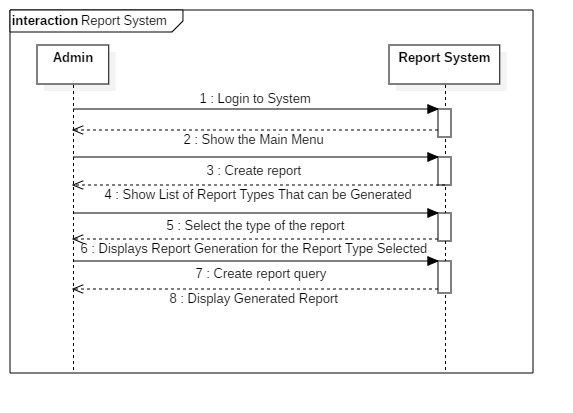 interaction Report System
Admin
Report System
1 : Login to System
2 : Show the Main Menu
3 : Create report
4 : Show List of Report Types That can be Generated
5 : Select the type of the report
6 : Displays Report Generation for the Report Type Selected
7 : Create report query
8 : Display Generated Report